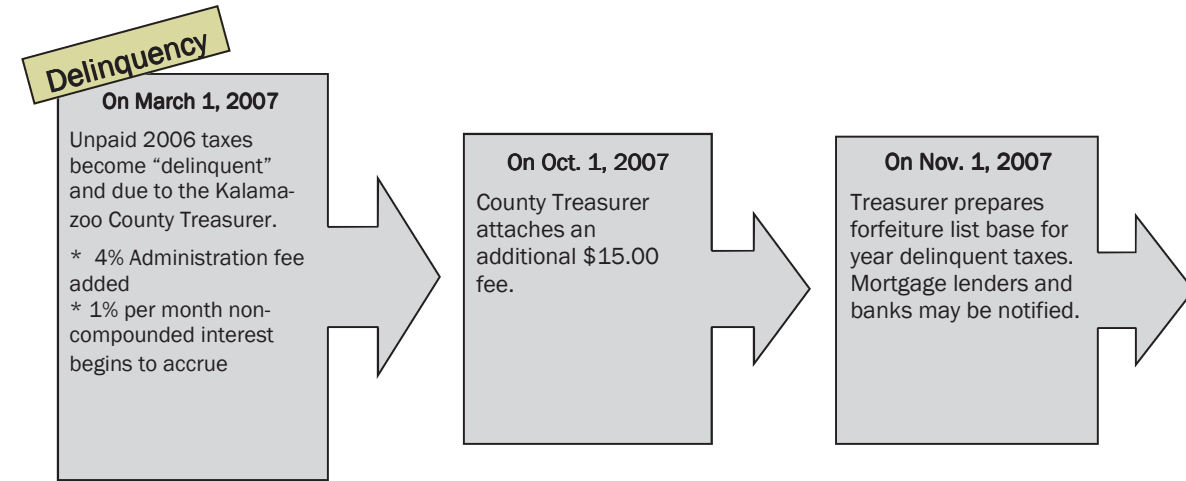 Delinquency
On March 1, 2007
Unpaid 2006 taxes
become “delinquent”
and due to the Kalama-
zoo County Treasurer.
* 4% Administration fee
added
* 1% per month non-
compounded interest
begins to accrue
On Oct. 1, 2007
County Treasurer
attaches an
additional $15.00
fee.
On Nov. 1, 2007
Treasurer prepares
forfeiture list base for
year delinquent taxes.
Mortgage lenders and
banks may be notified.